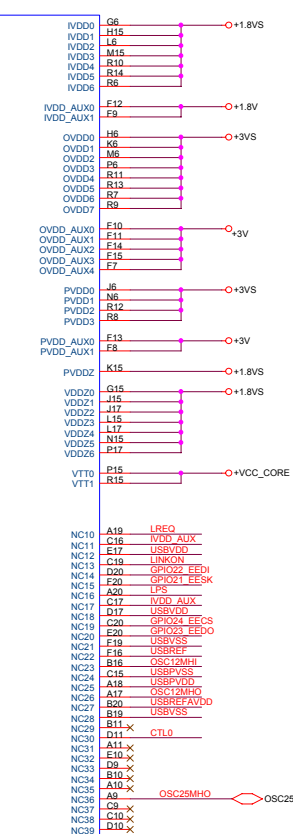 IVDD0 G6 +1.8VS
IVDD1 H15
IVDD2 L6
IVDD3 M15
IVDD4 R10
IVDD5 R14
IVDD6 R6
IVDD_AUX0 F12 +1.8V
IVDD_AUX1 F9
OVDD0 H6 +3VS
OVDD1 K6
OVDD2 M6
OVDD3 P6
OVDD4 R11
OVDD5 R13
OVDD6 R7
OVDD7 R9
OVDD_AUX0 F10 +3V
OVDD_AUX1 F11
OVDD_AUX2 F14
OVDD_AUX3 F15
OVDD_AUX4 F7
PVDD0 J6 +3VS
PVDD1 N6
PVDD2 R12
PVDD3 R8
PVDD_AUX0 F13 +3V
PVDD_AUX1 F8
PVDDZ K15 +1.8VS
VDDZ0 G15 +1.8VS
VDDZ1 J15
VDDZ2 J17
VDDZ3 L15
VDDZ4 L17
VDDZ5 N15
VDDZ6 P17
VTT0 P15 +VCC_CORE
VTT1 R15
NC10 A19 LREQ
NC11 C16 IVDD_AUX
NC12 E17 USBVDD
NC13 C19 LINKON
NC14 D20 GPIO22_EEDI
NC15 F20 GPIO21_EESK
NC16 A20 LPS
NC17 C17 IVDD_AUX
NC18 D17 USBVDD
NC19 C20 GPIO24_EECS
NC20 E20 GPIO23_EEDO
NC21 F19 USBVSS
NC22 F16 USBREF
NC23 B16 OSC12MHI
NC24 C15 USBPVSS
NC25 A18 USBPVDD
NC26 A17 OSC12MHO
NC27 B20 USBREFAVDD
NC28 B19 USBVSS
NC29 B11
NC30 D11 CTL0
NC31 A11
NC32 E10
NC33 D9
NC34 B10
NC35 A10
NC36 A9 OSC25MHO OSC25
NC37 C9
NC38 C10
NC39 D10